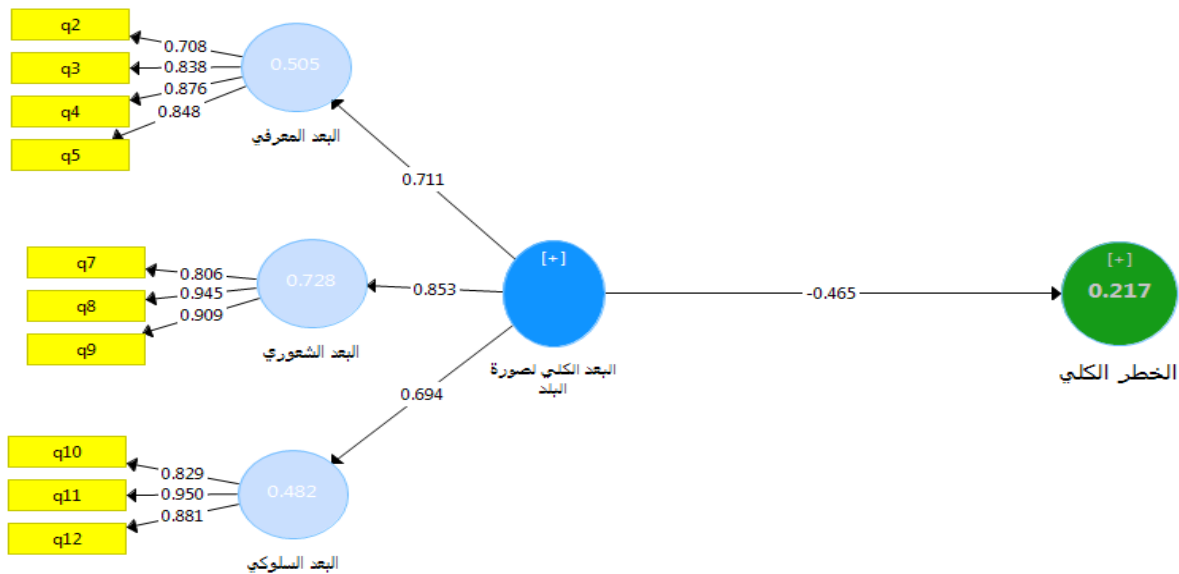 q2
q3
q4
q5
0.708
0.838
0.876
0.848
0.505
البعد المعرفي
0.711
q7
q8
q9
0.806
0.945
0.909
0.728
البعد الشعوري
0.853
[+]
البعد الكلي لصورة
البلد
-0.465
[+]
0.217
الخطر الكلي
0.694
q10
q11
q12
0.829
0.950
0.881
0.482
البعد السلوكي